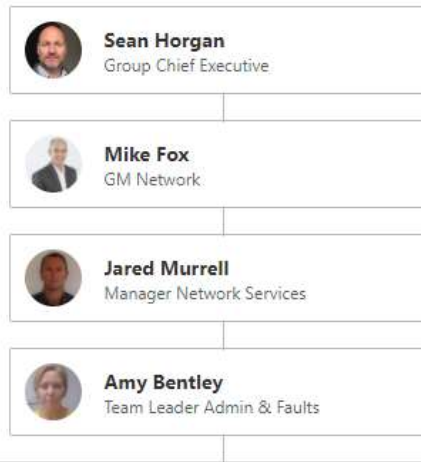 Sean Horgan
Group Chief Executive
Mike Fox
GM Network
Jared Murrell
Manager Network Services
Amy Bentley
Team Leader Admin & Faults